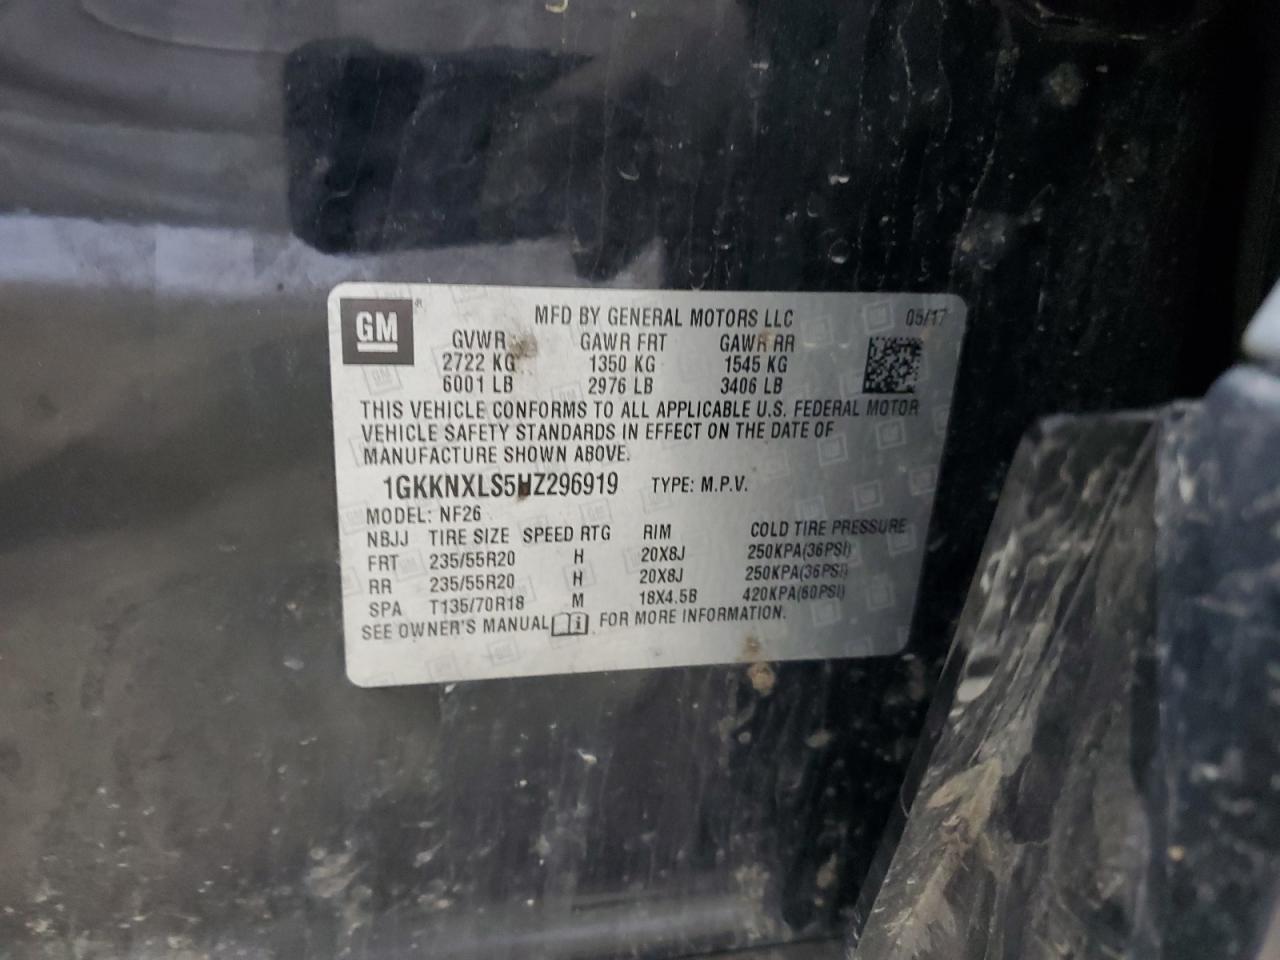 GM ®
MFD BY GENERAL MOTORS LLC 05/17
GVWR GAWR FRT GAWR RR
2722 KG 1350 KG 1545 KG
6001 LB 2976 LB 3406 LB
THIS VEHICLE CONFORMS TO ALL APPLICABLE U.S. FEDERAL MOTOR
VEHICLE SAFETY STANDARDS IN EFFECT ON THE DATE OF
MANUFACTURE SHOWN ABOVE.
1GKKNXLS5HZ296919 TYPE: M.P.V.
MODEL: NF26
NBJJ TIRE SIZE SPEED RTG RIM COLD TIRE PRESSURE
FRT 235/55R20 H 20X8J 250KPA(36PSI)
RR 235/55R20 H 20X8J 250KPA(36PSI)
SPA T135/70R18 M 18X4.5B 420KPA(60PSI)
SEE OWNER'S MANUAL FOR MORE INFORMATION.